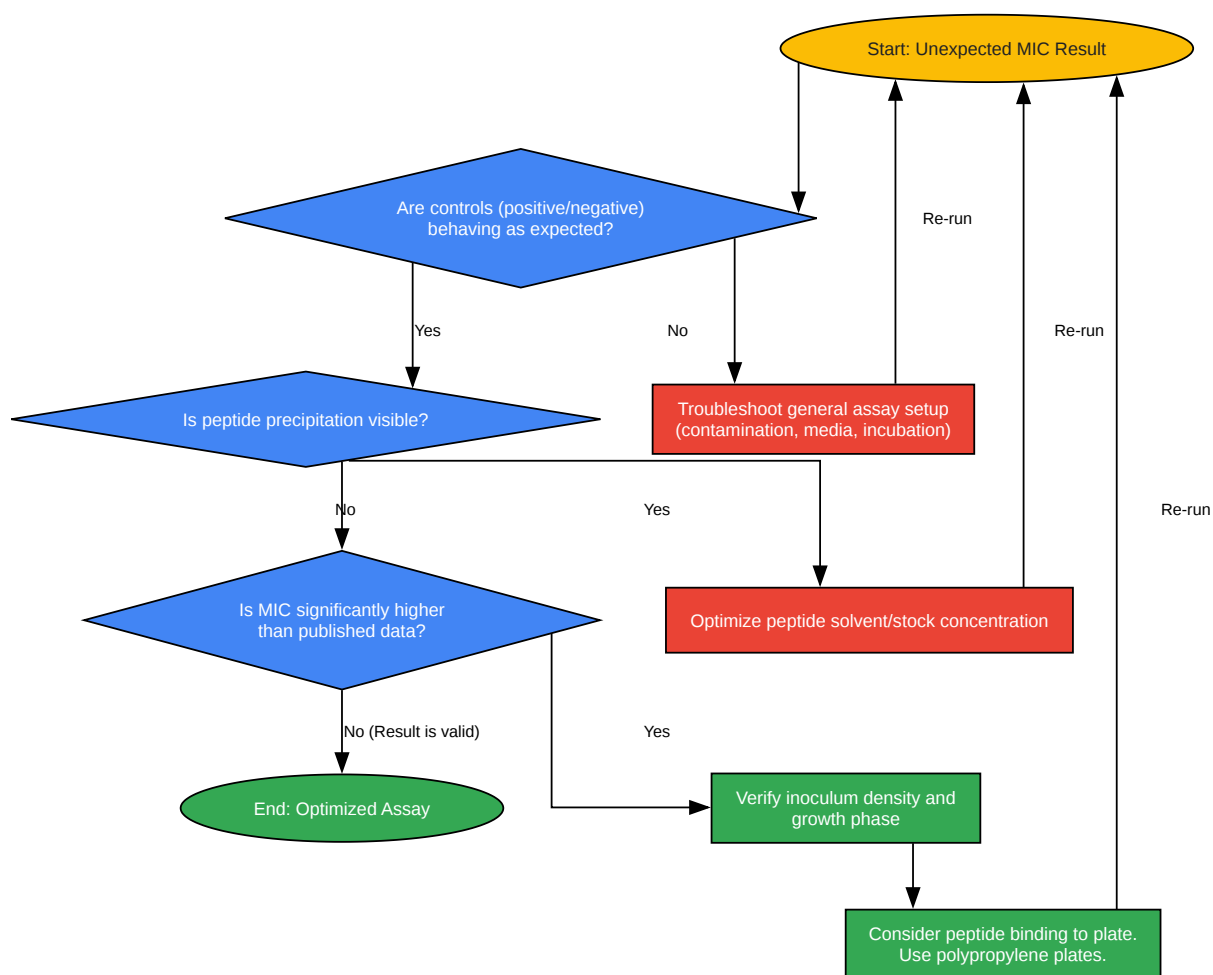 Start: Unexpected MIC Result
Are controls (positive/negative)
behaving as expected?
Re-run
Yes
No
Re-run
Is peptide precipitation visible?
Troubleshoot general assay setup
(contamination, media, incubation)
No
Yes
Re-run
Is MIC significantly higher
than published data?
Optimize peptide solvent/stock concentration
No (Result is valid)
Yes
End: Optimized Assay
Verify inoculum density and
growth phase
Consider peptide binding to plate.
Use polypropylene plates.